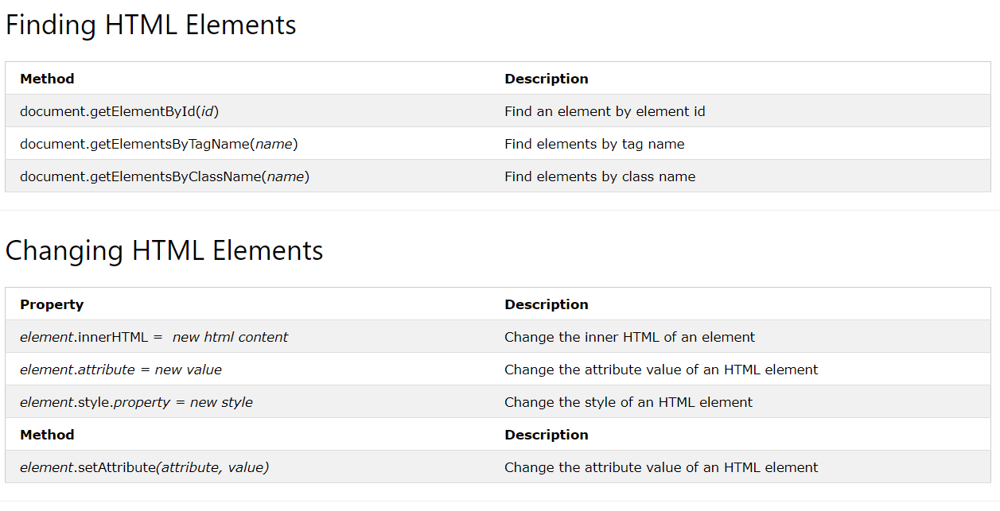 Finding HTML Elements
Method Description
document.getElementById(id) Find an element by element id
document.getElementsByTagName(name) Find elements by tag name
document.getElementsByClassName(name) Find elements by class name
Changing HTML Elements
Property Description
element.innerHTML =  new html content Change the inner HTML of an element
element.attribute = new value Change the attribute value of an HTML element
element.style.property = new style Change the style of an HTML element
Method Description
element.setAttribute(attribute, value) Change the attribute value of an HTML element